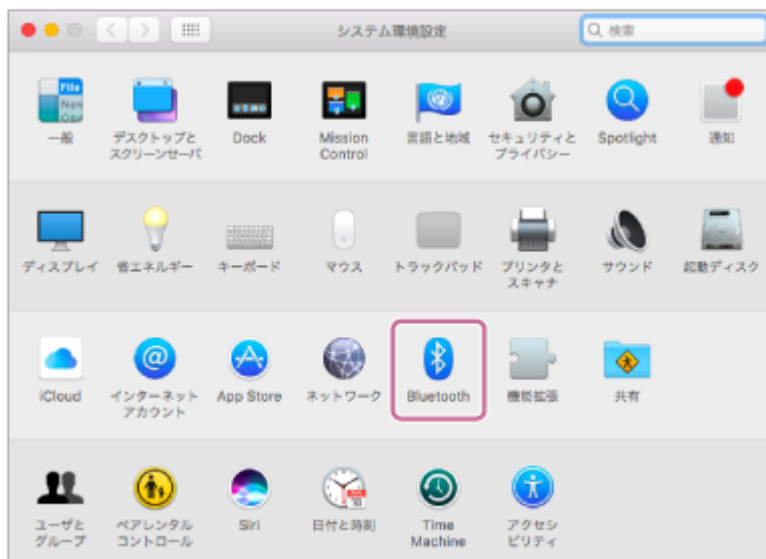 システム環境設定
検索
File
New
一般
デスクトップと
スクリーンセーバ
Dock
Mission
Control
言語と地域
セキュリティと
プライバシー
Spotlight
通知
ディスプレイ
省エネルギー
キーボード
マウス
トラックパッド
プリンタと
スキャナ
サウンド
起動ディスク
iCloud
インターネット
アカウント
App Store
ネットワーク
Bluetooth
機能拡張
共有
ユーザと
グループ
ペアレンタル
コントロール
Siri
日付と時刻
Time
Machine
アクセシ
ビリティ